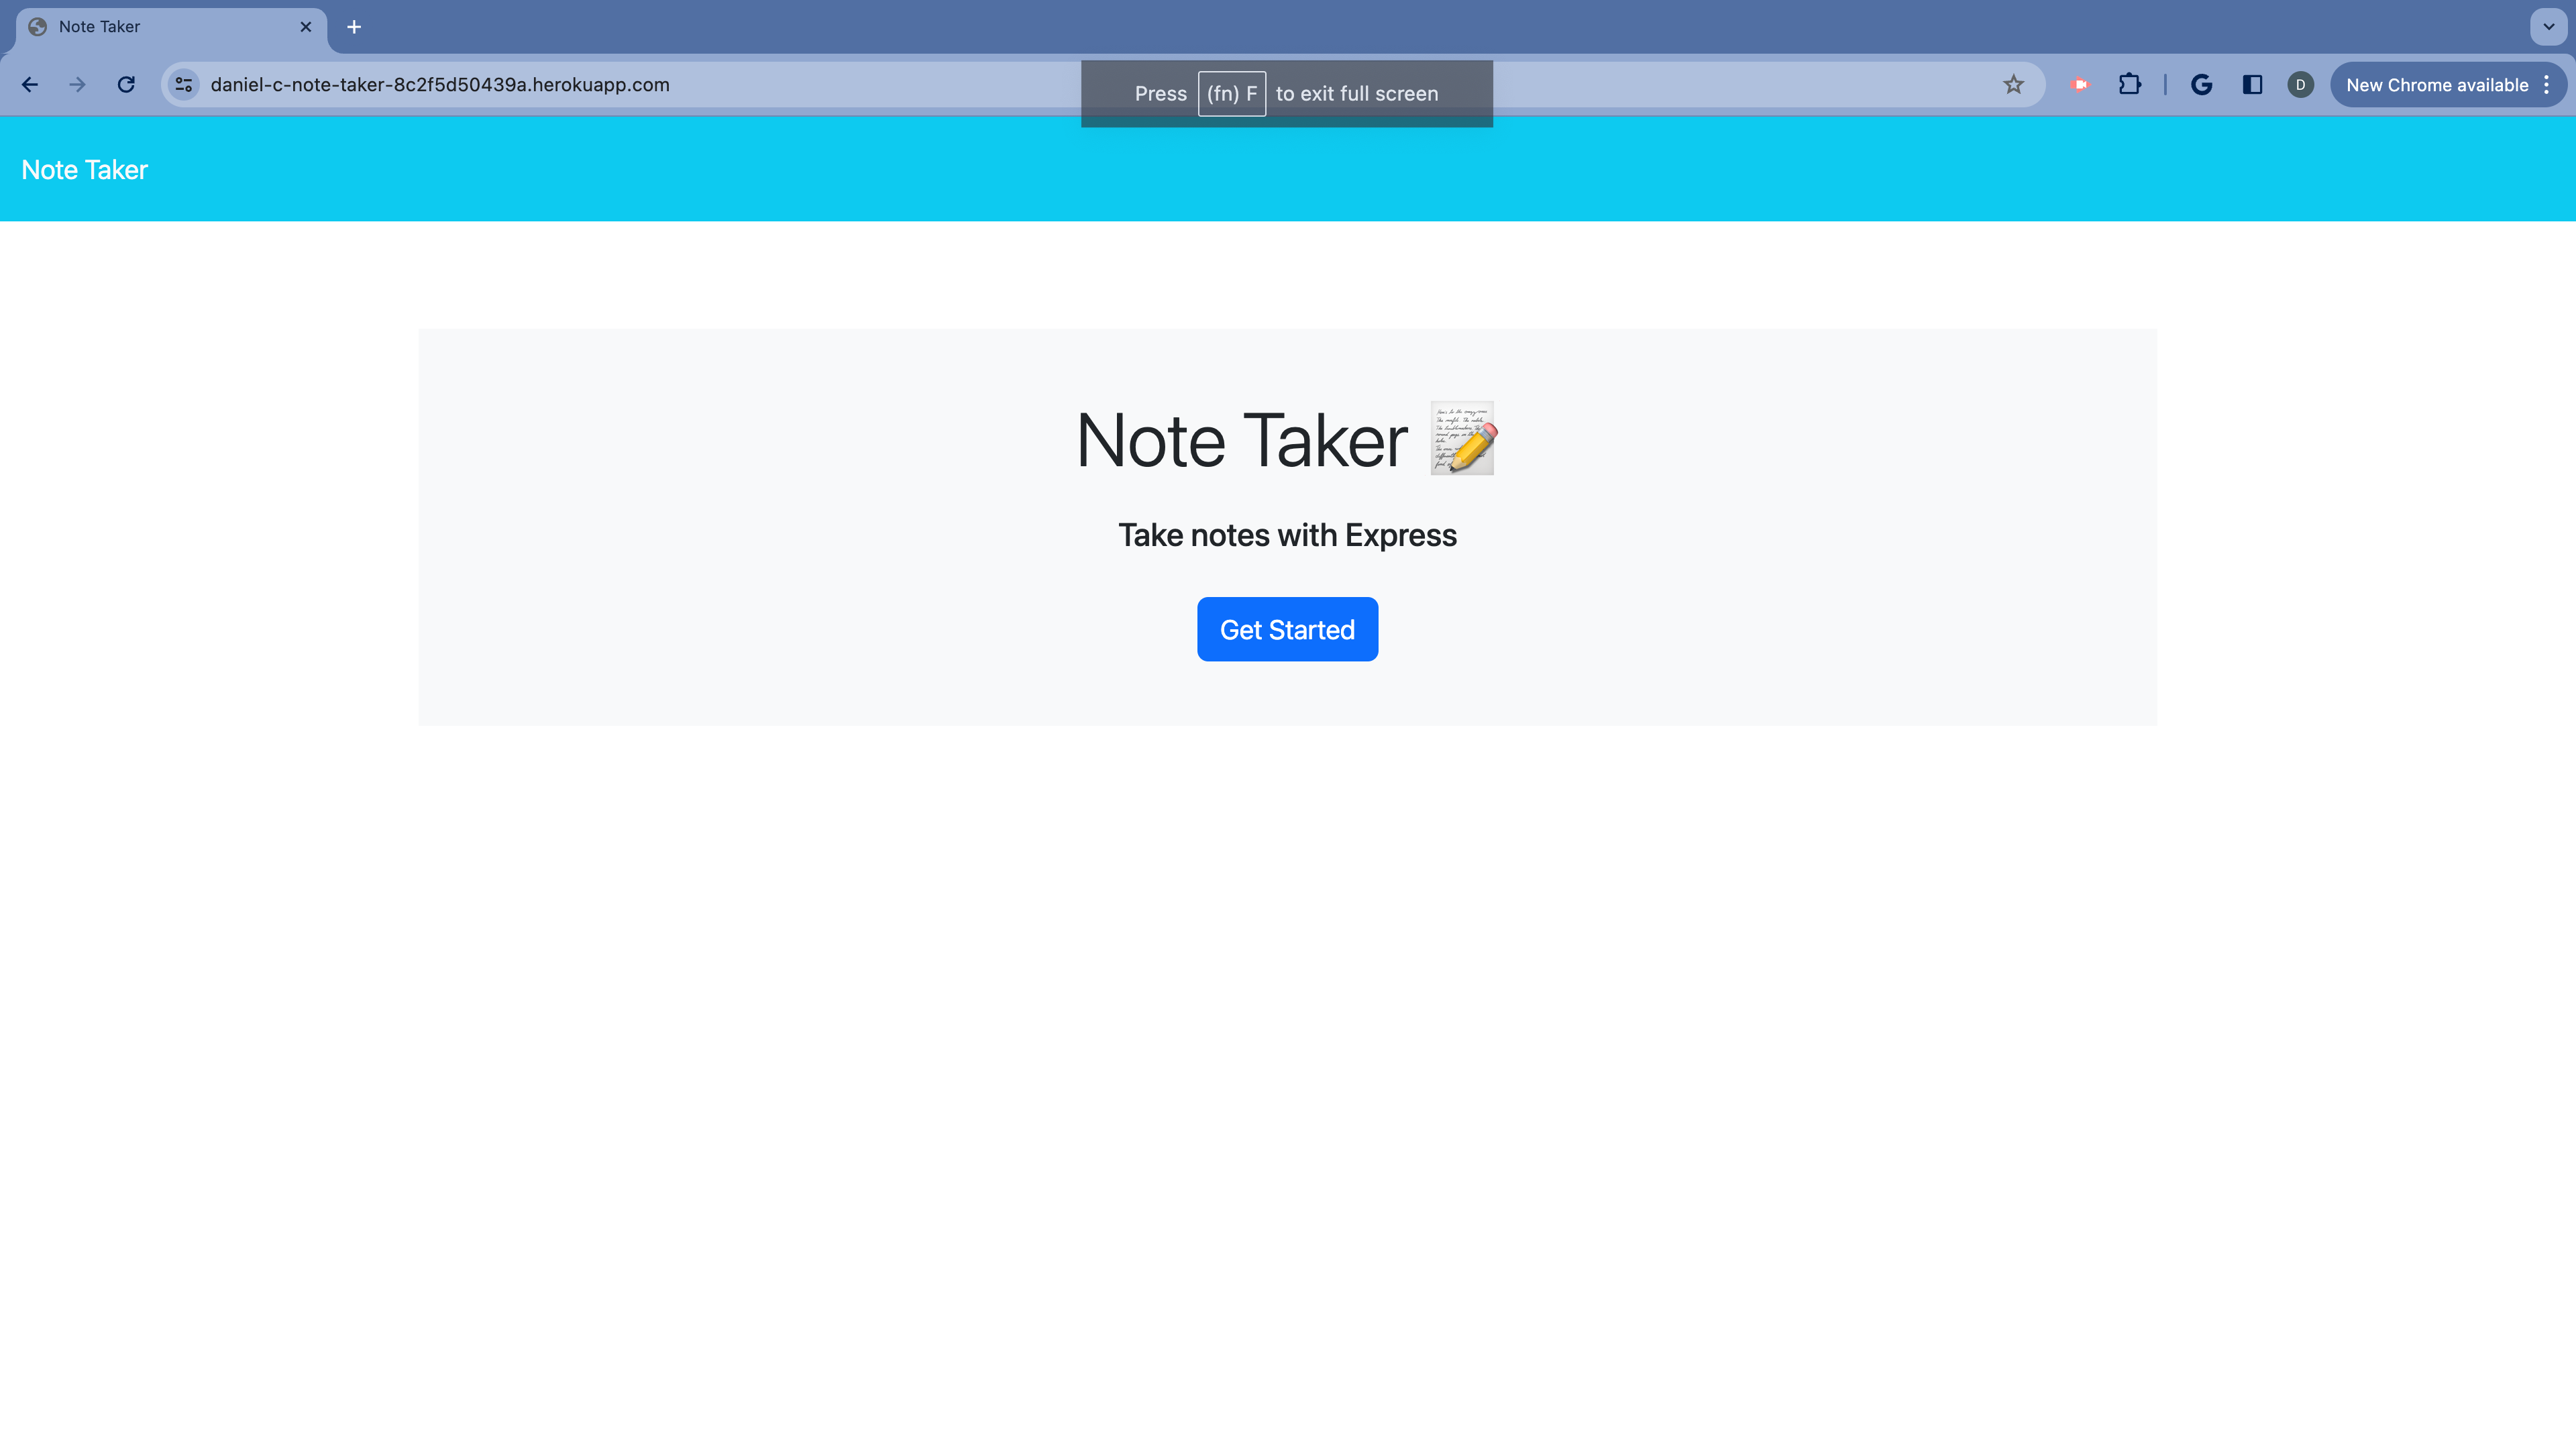 Note Taker
daniel-c-note-taker-8c2f5d50439a.herokuapp.com
Press (fn) F to exit full screen
D
New Chrome available
Note Taker
Note Taker
Take notes with Express
Get Started